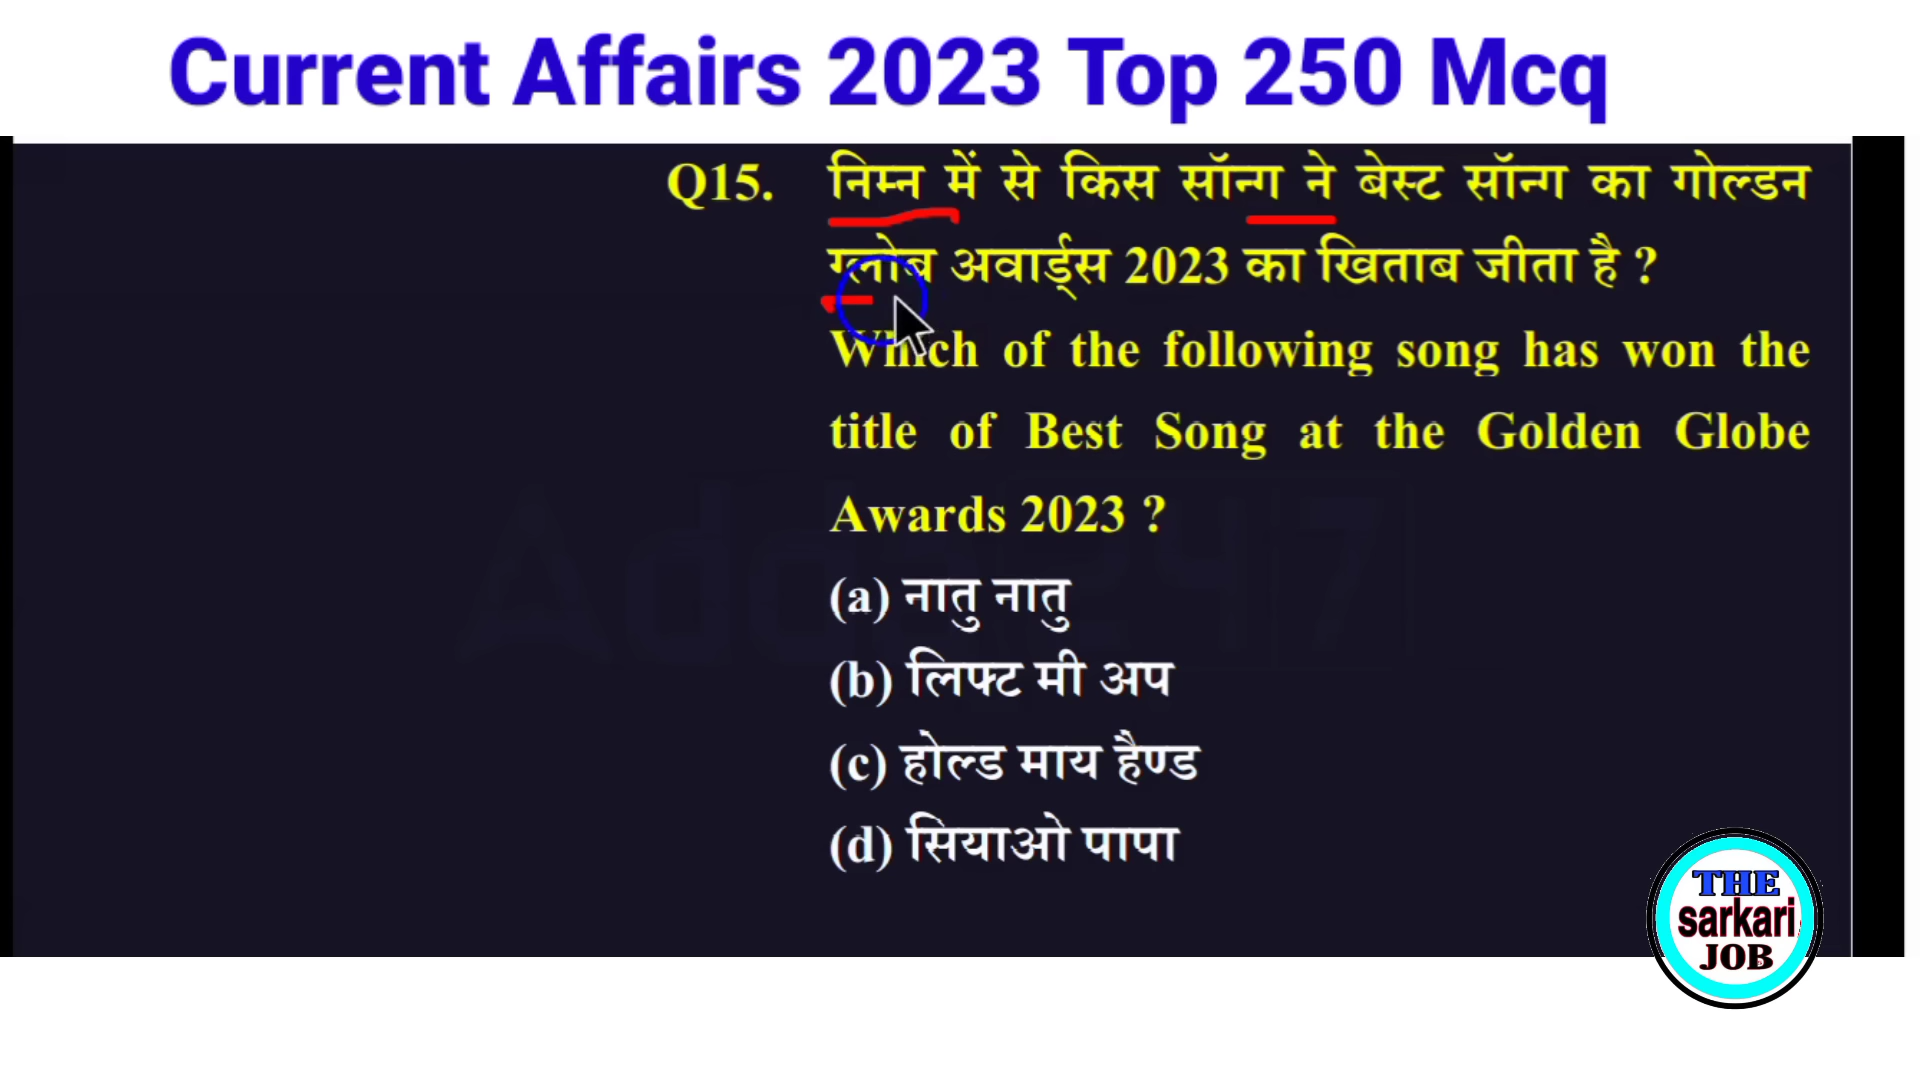 Current Affairs 2023 Top 250 Mcq
Q15. निम्न में से किस सॉन्ग ने बेस्ट सॉन्ग का गोल्डन
ग्लोब अवार्ड्स 2023 का खिताब जीता है ?
Which of the following song has won the
title of Best Song at the Golden Globe
Awards 2023 ?
(a) नातु नातु
(b) लिफ्ट मी अप
(c) होल्ड माय हैण्ड
(d) सियाओ पापा
Adda247
THE
sarkari
JOB